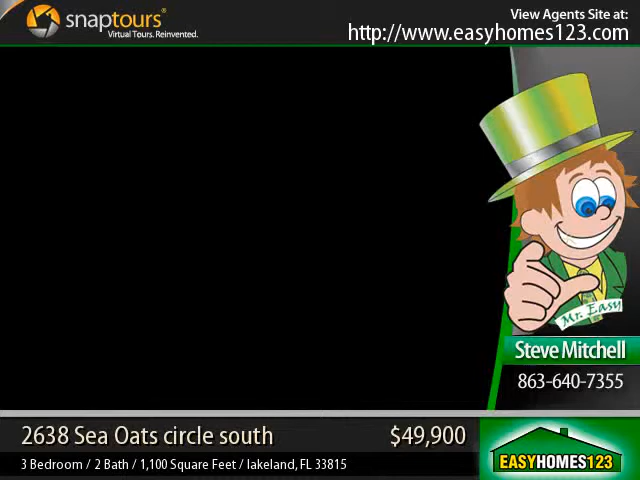 snaptours®
Virtual Tours. Reinvented.
View Agents Site at:
http://www.easyhomes123.com
Mr. Easy
Steve Mitchell
863-640-7355
2638 Sea Oats circle south
$49,900
3 Bedroom / 2 Bath / 1,100 Square Feet / lakeland, FL 33815
EASYHOMES123